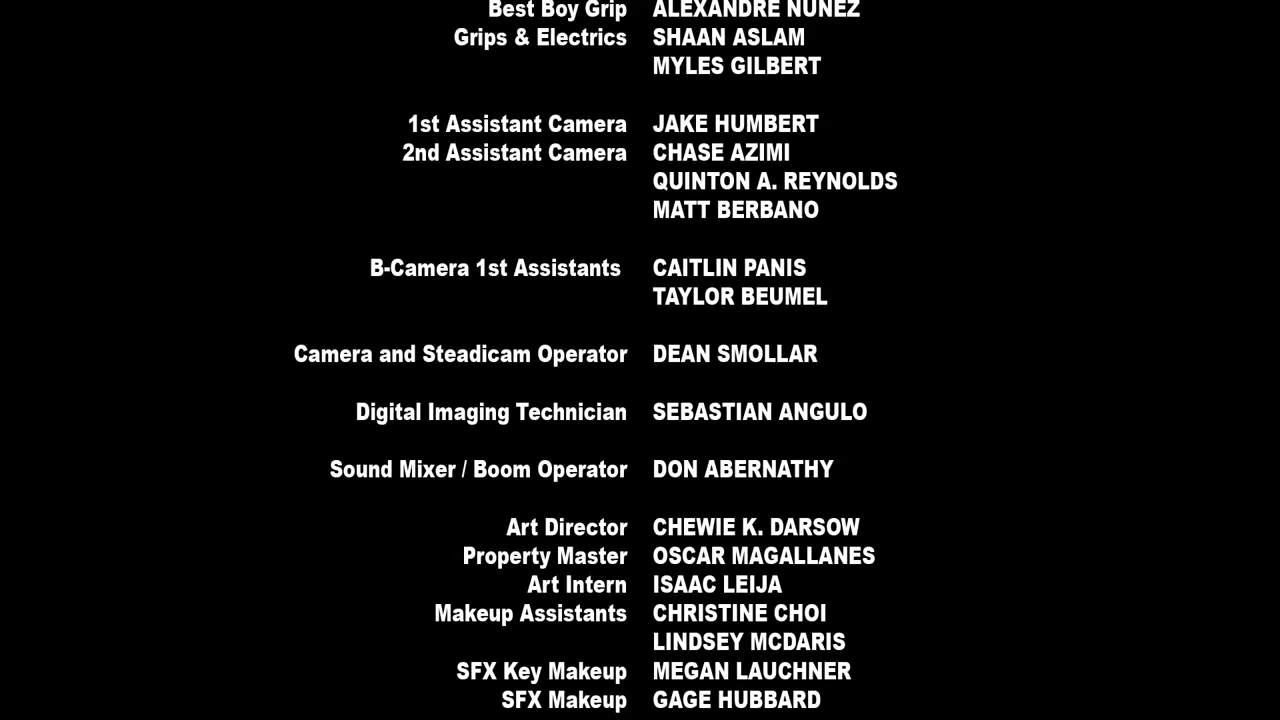 Best Boy Grip ALEXANDRE NUNEZ
Grips & Electrics SHAAN ASLAM
MYLES GILBERT
1st Assistant Camera JAKE HUMBERT
2nd Assistant Camera CHASE AZIMI
QUINTON A. REYNOLDS
MATT BERBANO
B-Camera 1st Assistants CAITLIN PANIS
TAYLOR BEUMEL
Camera and Steadicam Operator DEAN SMOLLAR
Digital Imaging Technician SEBASTIAN ANGULO
Sound Mixer / Boom Operator DON ABERNATHY
Art Director CHEWIE K. DARSOW
Property Master OSCAR MAGALLANES
Art Intern ISAAC LEIJA
Makeup Assistants CHRISTINE CHOI
LINDSEY MCDARIS
SFX Key Makeup MEGAN LAUCHNER
SFX Makeup GAGE HUBBARD